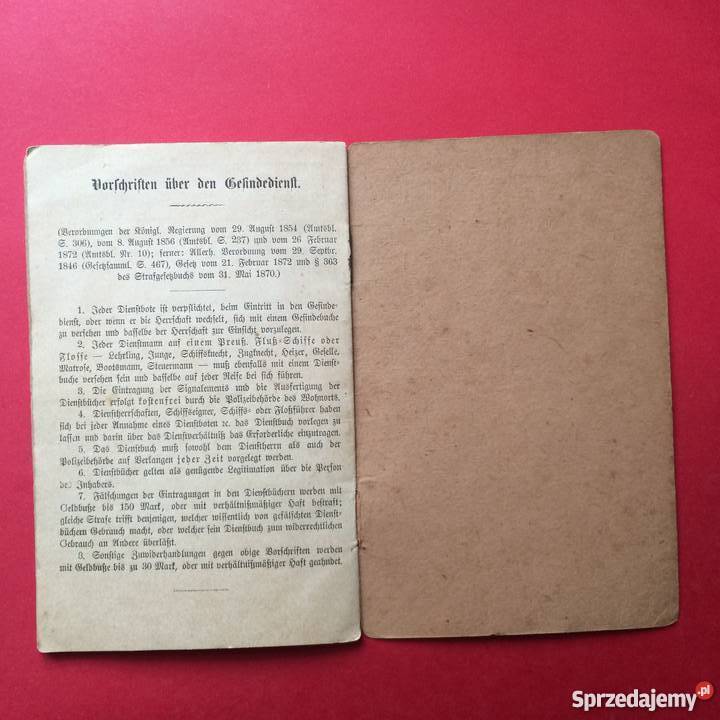 Vorschriften über den Gesindedienst.
(Verordnungen der Königl. Regierung vom 29. August 1854 (Amtsbl.
S. 306), vom 8. August 1856 (Amtsbl. S. 237) und vom 26 Februar
1872 (Amtsbl. Nr. 10); ferner: Allerh. Verordnung vom 29. Septbr.
1846 (Gesetzsamml. S. 467), Gesetz vom 21. Februar 1872 und § 363
des Strafgesetzbuchs vom 31. Mai 1870.)
1. Jeder Dienstbote ist verpflichtet, beim Eintritt in den Gesinde-
dienst, oder wenn er die Herrschaft wechselt, sich mit einem Gesindebuche
zu versehen und dasselbe der Herrschaft zur Einsicht vorzulegen.
2. Jeder Dienstmann auf einem Preuß. Fluß-Schiffe oder
Flosse — Lehrling, Junge, Schiffsknecht, Zugknecht, Heizer, Geselle,
Matrose, Bootsmann, Steuermann — muß ebenfalls mit einem Dienst-
buche versehen sein und dasselbe auf jeder Reise bei sich führen.
3. Die Eintragung der Signalements und die Ausfertigung der
Dienstbücher erfolgt kostenfrei durch die Polizeibehörde des Wohnorts.
4. Dienstherrschaften, Schiffseigner, Schiffs- oder Floßführer haben
sich bei jeder Annahme eines Dienstboten ꝛc. das Dienstbuch vorlegen zu
lassen und darin über das Dienstverhältniß das Erforderliche einzutragen.
5. Das Dienstbuch muß sowohl dem Dienstherrn als auch der
Polizeibehörde auf Verlangen jeder Zeit vorgelegt werden.
6. Dienstbücher gelten als genügende Legitimation über die Person
des Inhabers.
7. Fälschungen der Eintragungen in den Dienstbüchern werden mit
Geldbuße bis 150 Mark, oder mit verhältnißmäßiger Haft bestraft;
gleiche Strafe trifft denjenigen, welcher wissentlich von gefälschten Dienst-
büchern Gebrauch macht, oder welcher sein Dienstbuch zum widerrechtlichen
Gebrauch an Andere überläßt.
8. Sonstige Zuwiderhandlungen gegen obige Vorschriften werden
mit Geldbuße bis zu 30 Mark, oder mit verhältnißmäßiger Haft geahndet.
Sprzedajemy.pl